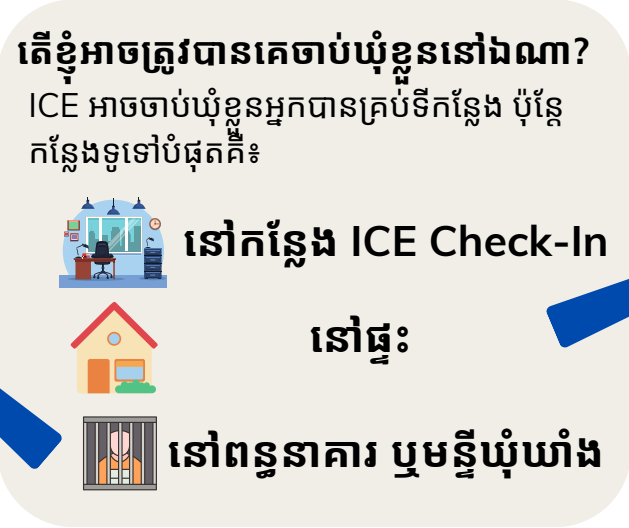 តើខ្ញុំអាចត្រូវបានគេចាប់ឃុំខ្លួននៅឯណា?
ICE អាចចាប់ឃុំខ្លួនអ្នកបានគ្រប់ទីកន្លែង ប៉ុន្តែ
កន្លែងទូទៅបំផុតគឺ៖
នៅកន្លែង ICE Check-In
នៅផ្ទះ
នៅពន្ធនាគារ ឬមន្ទីឃុំឃាំង